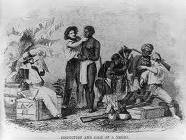 INSPECTION AND SALE OF A NEGRO.